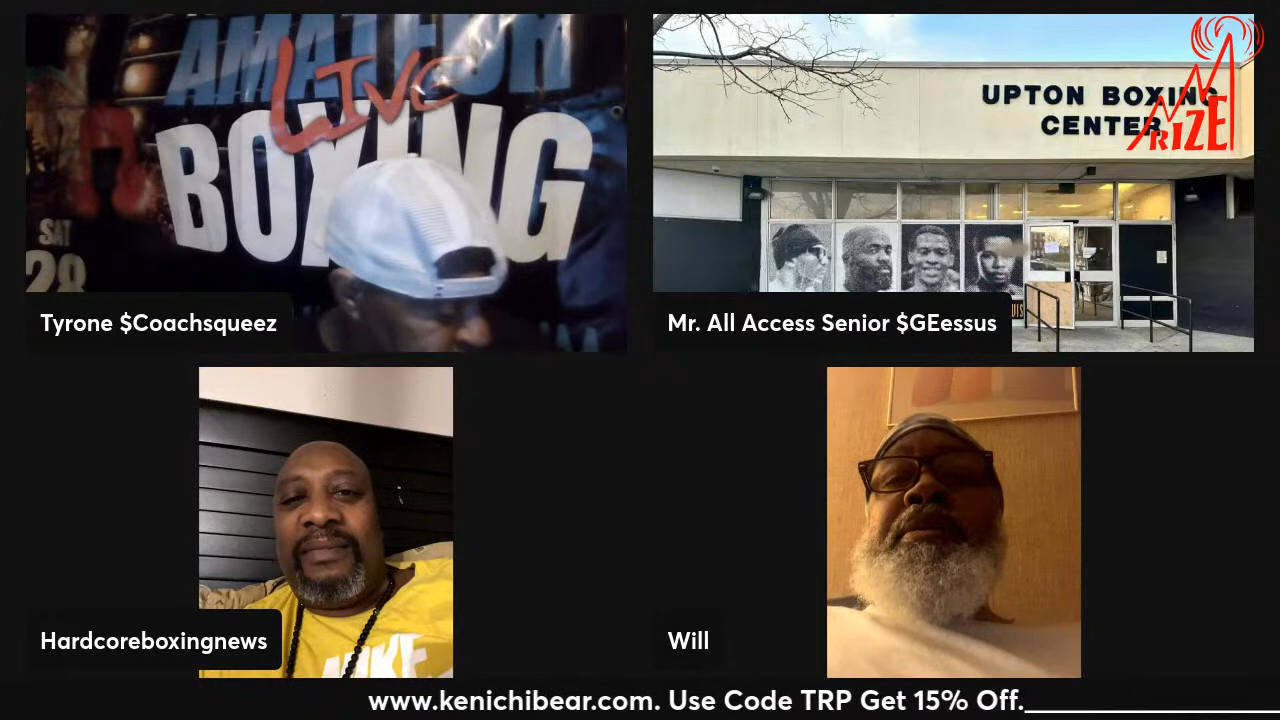 AMATEUR
LIVE
BOXING
SAT
28
Tyrone $Coachsqueez
UPTON BOXING
CENTER
RIZE
Mr. All Access Senior $GEessus
Hardcoreboxingnews
NIKE
Will
www.kenichibear.com. Use Code TRP Get 15% Off.